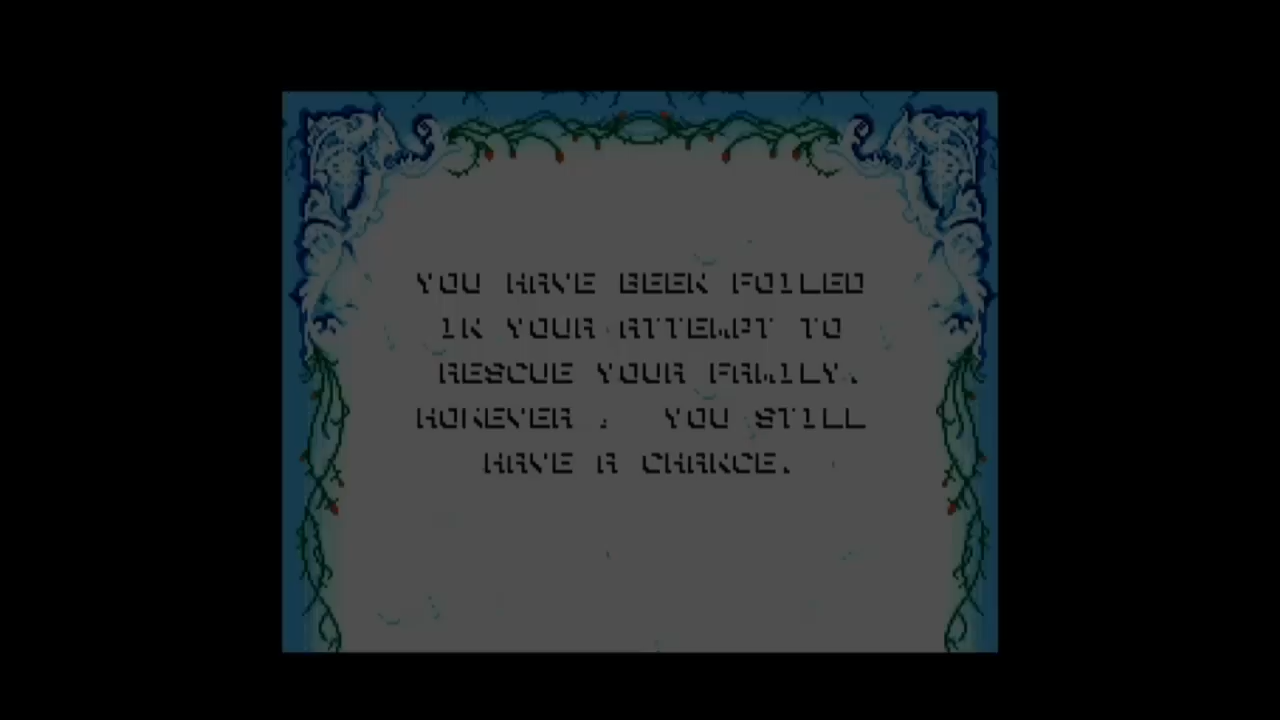 YOU HAVE BEEN FOILED
IN YOUR ATTEMPT TO
RESCUE YOUR FAMILY.
HOWEVER , YOU STILL
HAVE A CHANCE.